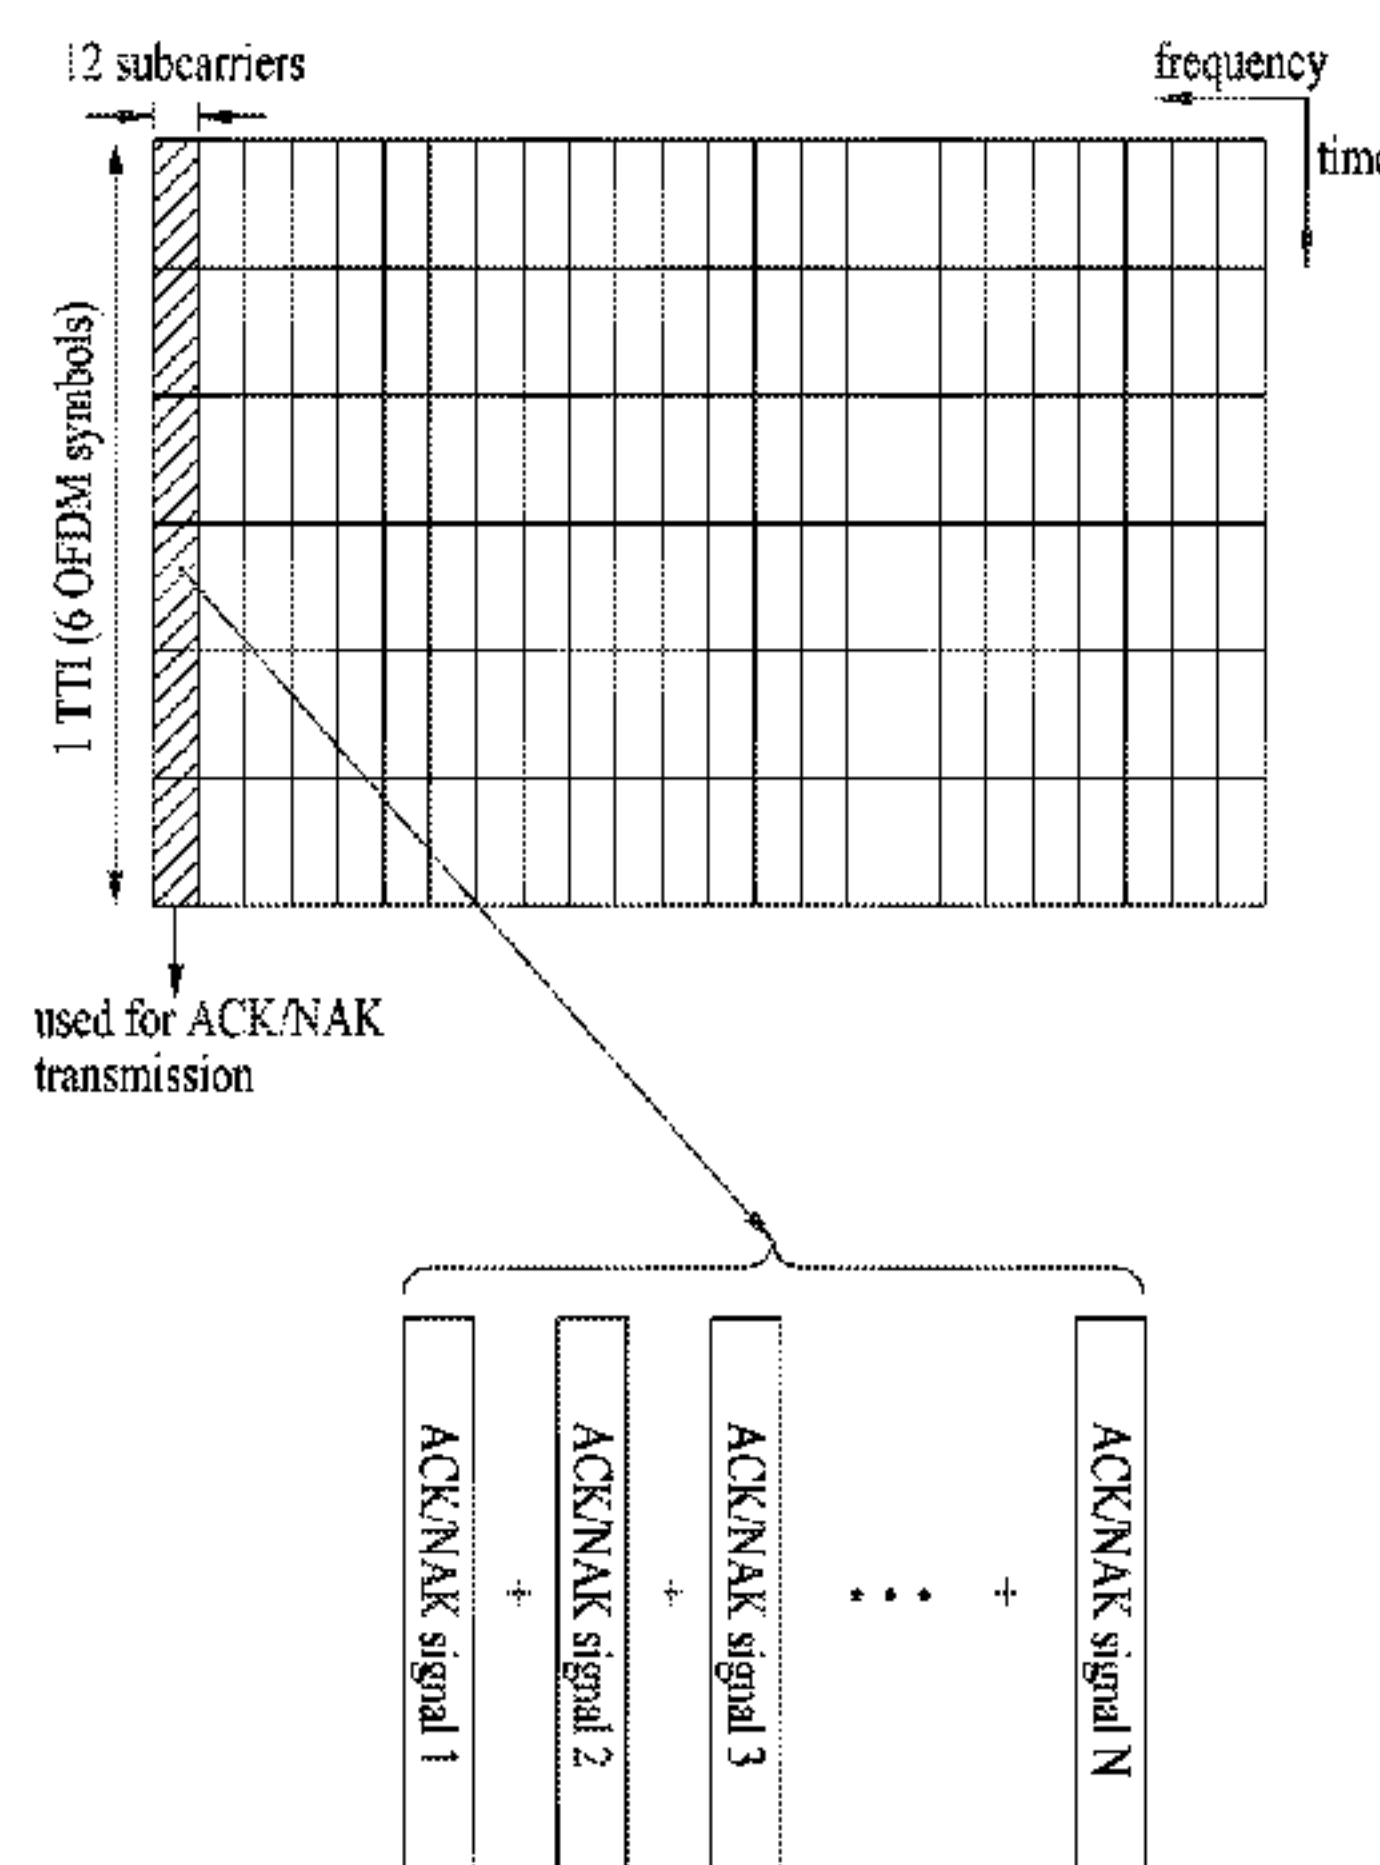 12 subcarriers
frequency
time
1 TTI (6 OFDM symbols)
used for ACK/NAK
transmission
ACK/NAK signal 1
+
ACK/NAK signal 2
+
ACK/NAK signal 3
• • •
+
ACK/NAK signal N